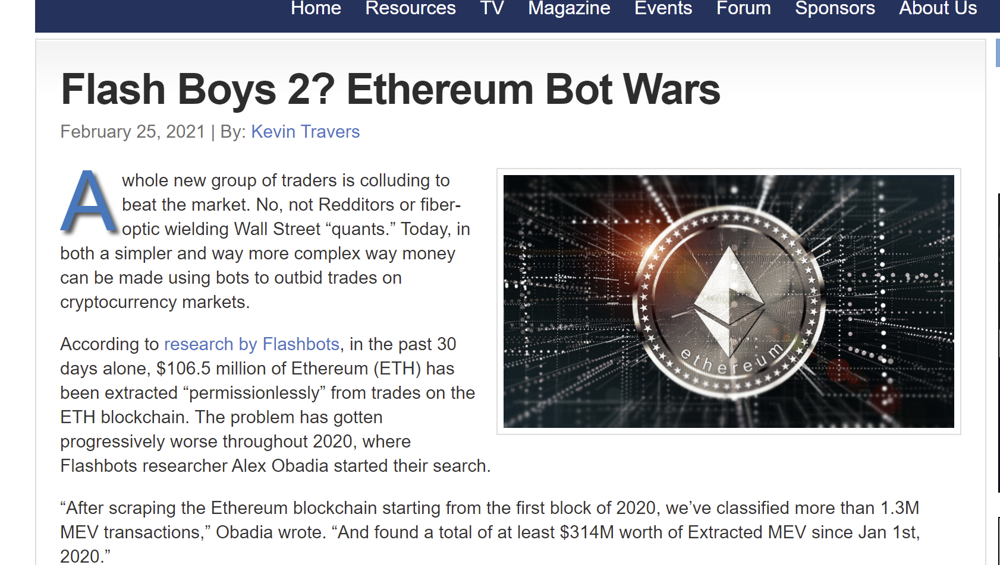 Home Resources TV Magazine Events Forum Sponsors About Us
Flash Boys 2? Ethereum Bot Wars
February 25, 2021 | By: Kevin Travers
A whole new group of traders is colluding to
beat the market. No, not Redditors or fiber-
optic wielding Wall Street “quants.” Today, in
both a simpler and way more complex way money
can be made using bots to outbid trades on
cryptocurrency markets.
According to research by Flashbots, in the past 30
days alone, $106.5 million of Ethereum (ETH) has
been extracted “permissionlessly” from trades on the
ETH blockchain. The problem has gotten
progressively worse throughout 2020, where
Flashbots researcher Alex Obadia started their search.
ethereum
“After scraping the Ethereum blockchain starting from the first block of 2020, we’ve classified more than 1.3M
MEV transactions,” Obadia wrote. “And found a total of at least $314M worth of Extracted MEV since Jan 1st,
2020.”